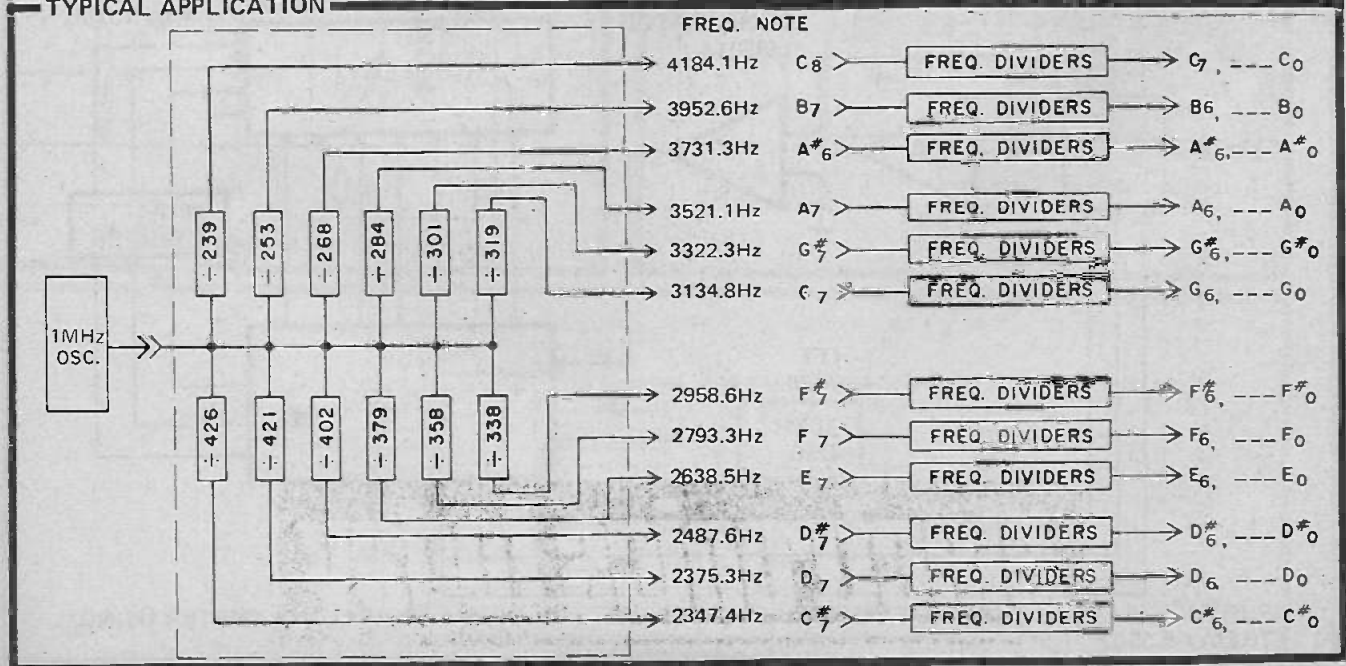 TYPICAL APPLICATION
FREQ. NOTE
4184.1Hz C8 FREQ. DIVIDERS C7, --- C0
3952.6Hz B7 FREQ. DIVIDERS B6, --- B0
3731.3Hz A#6 FREQ. DIVIDERS A#6, --- A#0
3521.1Hz A7 FREQ. DIVIDERS A6, --- A0
3322.3Hz G#7 FREQ. DIVIDERS G#6, --- G#0
3134.8Hz G7 FREQ. DIVIDERS G6, --- G0
÷239 ÷253 ÷268 ÷284 ÷301 ÷319
1MHz
OSC.
÷426 ÷421 ÷402 ÷379 ÷358 ÷338
2958.6Hz F#7 FREQ. DIVIDERS F#6, --- F#0
2793.3Hz F7 FREQ. DIVIDERS F6, --- F0
2638.5Hz E7 FREQ. DIVIDERS E6, --- E0
2487.6Hz D#7 FREQ. DIVIDERS D#6, --- D#0
2375.3Hz D7 FREQ. DIVIDERS D6, --- D0
2347.4Hz C#7 FREQ. DIVIDERS C#6, --- C#0